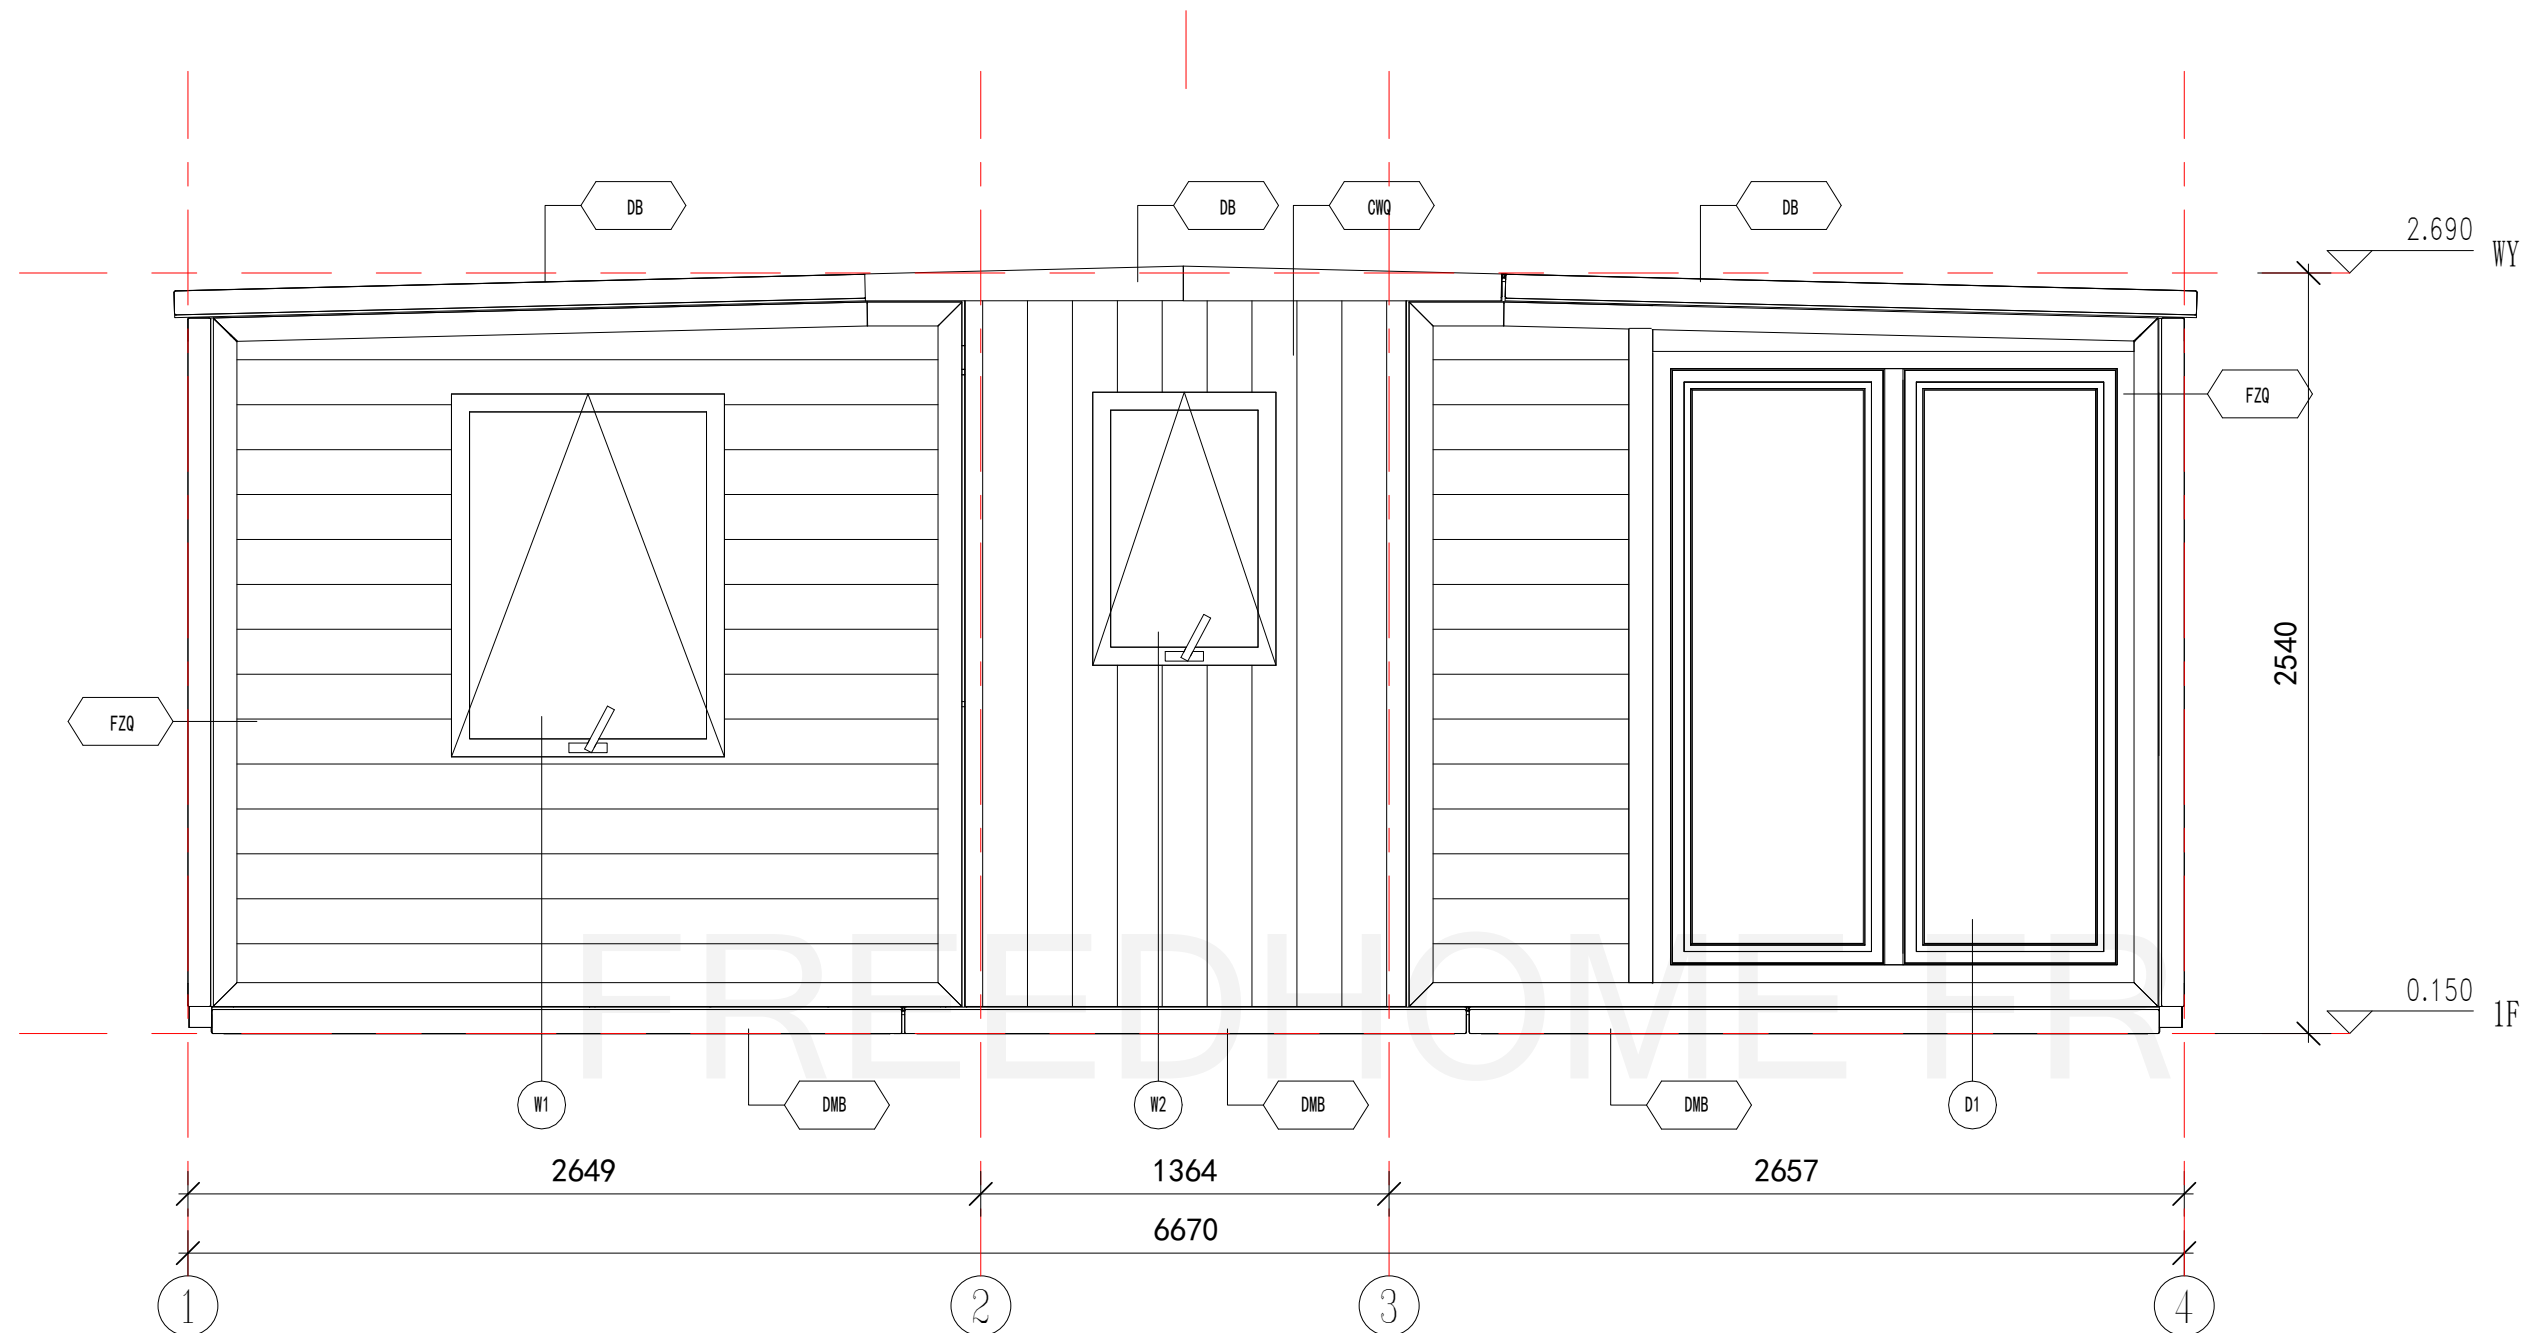 DB
DB
CWQ
DB
2.690
WY
FZQ
2540
FZQ
0.150
1F
FREEDHOME FR
W1
DMB
W2
DMB
DMB
D1
2649
1364
2657
6670
1
2
3
4